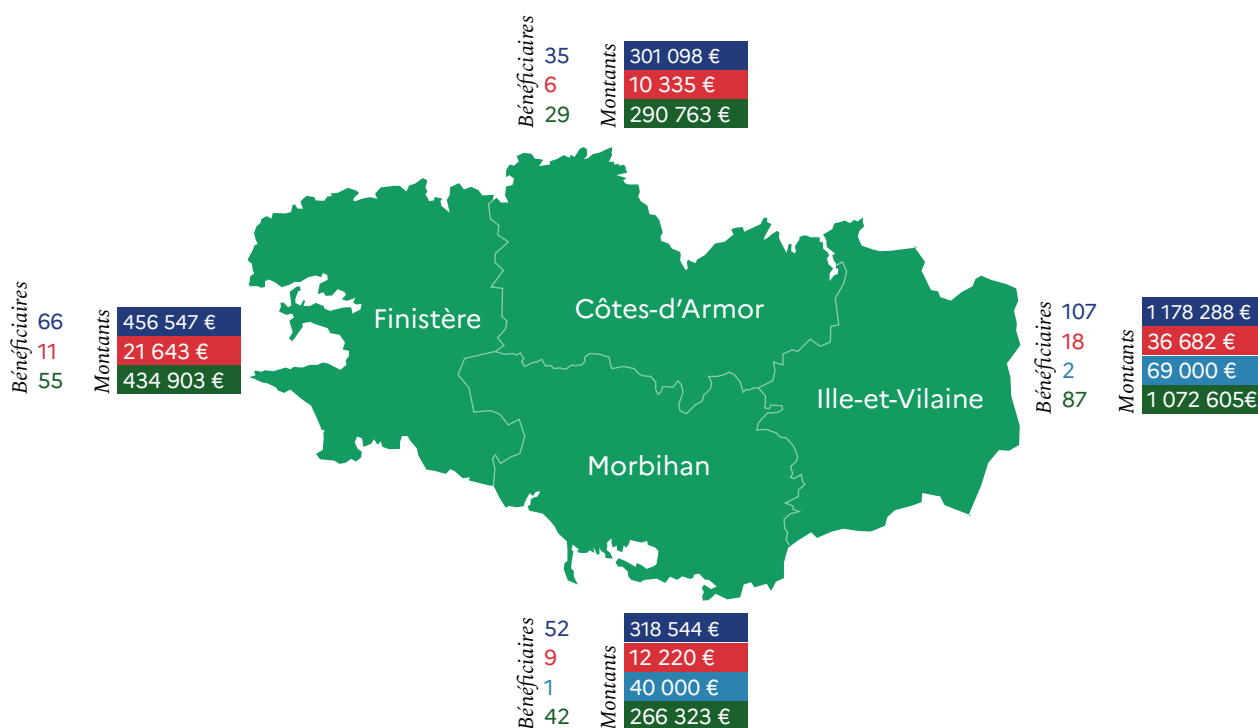 Bénéficiaires
35
6
29
Montants
301 098 €
10 335 €
290 763 €
Finistère
Côtes-d'Armor
Ille-et-Vilaine
Morbihan
Bénéficiaires
66
11
55
Montants
456 547 €
21 643 €
434 903 €
Bénéficiaires
107
18
2
87
Montants
1 178 288 €
36 682 €
69 000 €
1 072 605€
Bénéficiaires
52
9
1
42
Montants
318 544 €
12 220 €
40 000 €
266 323 €